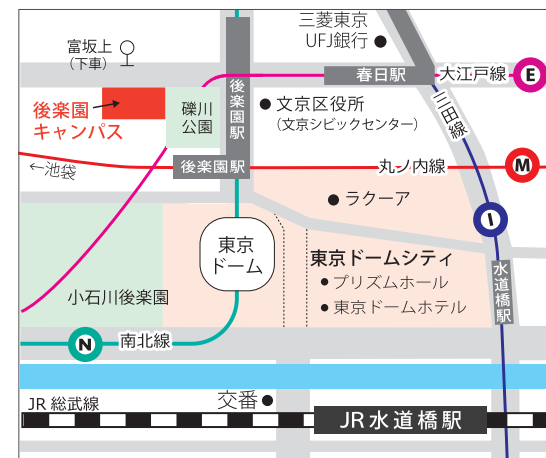 三菱東京
UFJ銀行
富坂上
(下車)
後楽園駅
春日駅
大江戸線
E
後楽園
キャンパス
礫川
公園
文京区役所
(文京シビックセンター)
三田線
←池袋
後楽園駅
丸ノ内線
M
ラクーア
I
東京
ドーム
東京ドームシティ
プリズムホール
東京ドームホテル
水道橋駅
小石川後楽園
N
南北線
JR 総武線
交番
JR水道橋駅